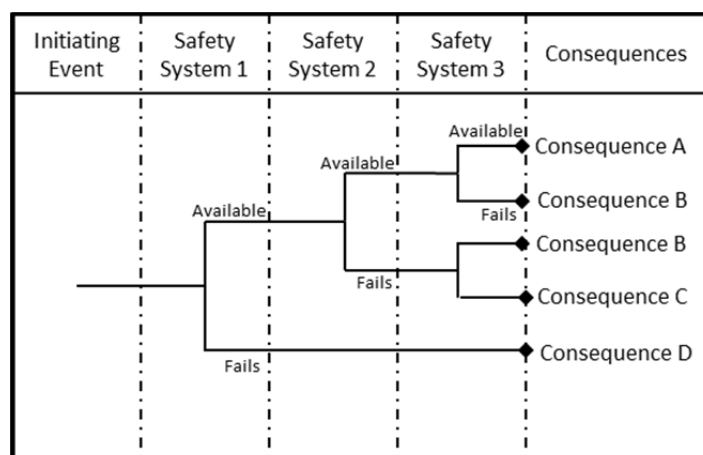 Initiating Event
Safety System 1
Safety System 2
Safety System 3
Consequences
Available
Consequence A
Available
Consequence B
Available
Fails
Consequence B
Fails
Consequence C
Consequence D
Fails